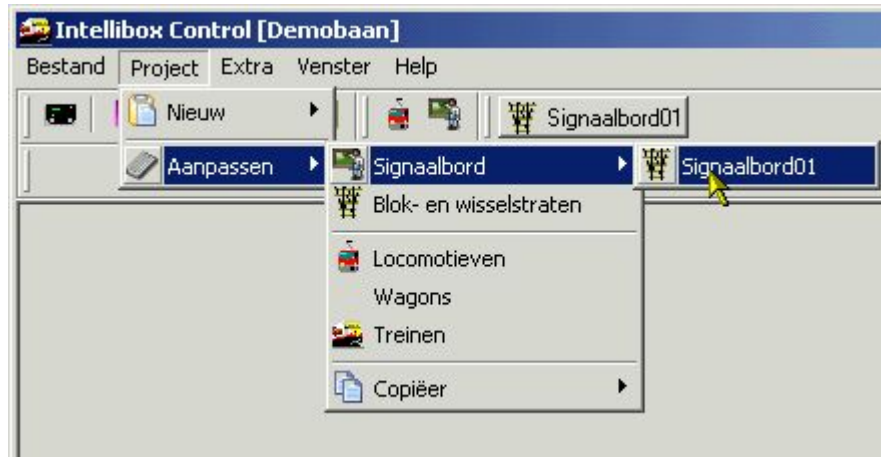 Intellibox Control [Demobaan]
Bestand Project Extra Venster Help
Nieuw
Signaalbord01
Aanpassen
Signaalbord
Signaalbord01
Blok- en wisselstraten
Locomotieven
Wagons
Treinen
Copiëer